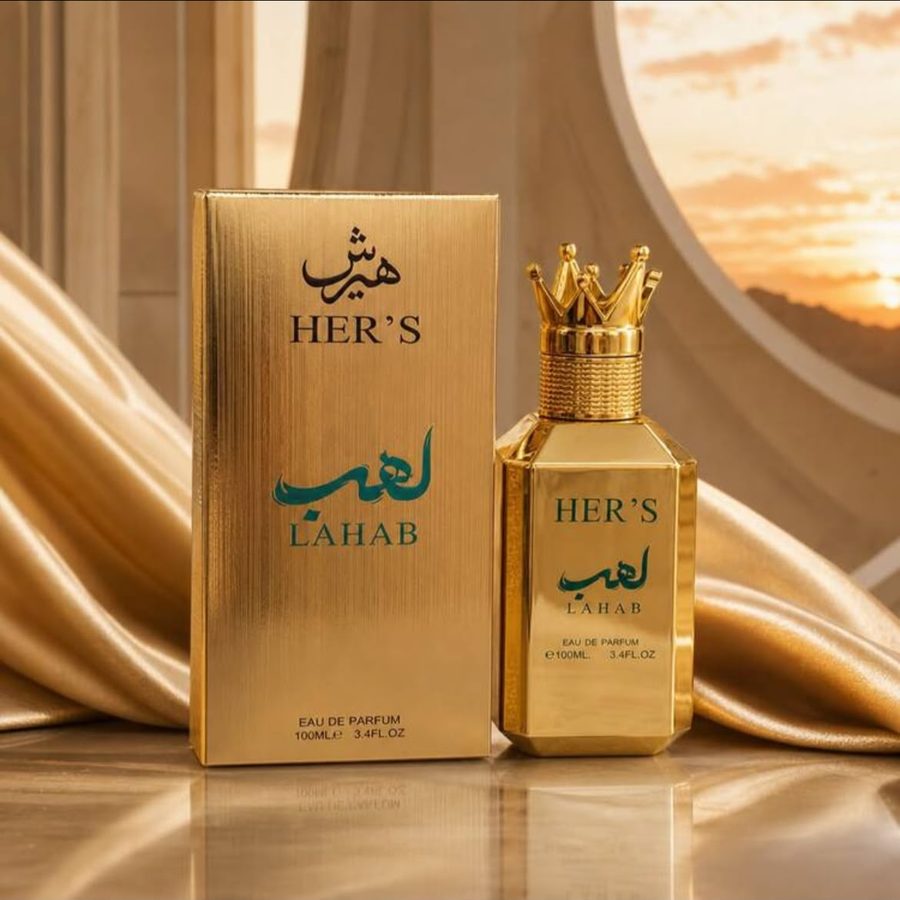 هيرش
HER'S
لهب
LAHAB
EAU DE PARFUM
100ML℮ 3.4FL.OZ
HER'S
لهب
LAHAB
EAU DE PARFUM
℮100ML. 3.4FL.OZ